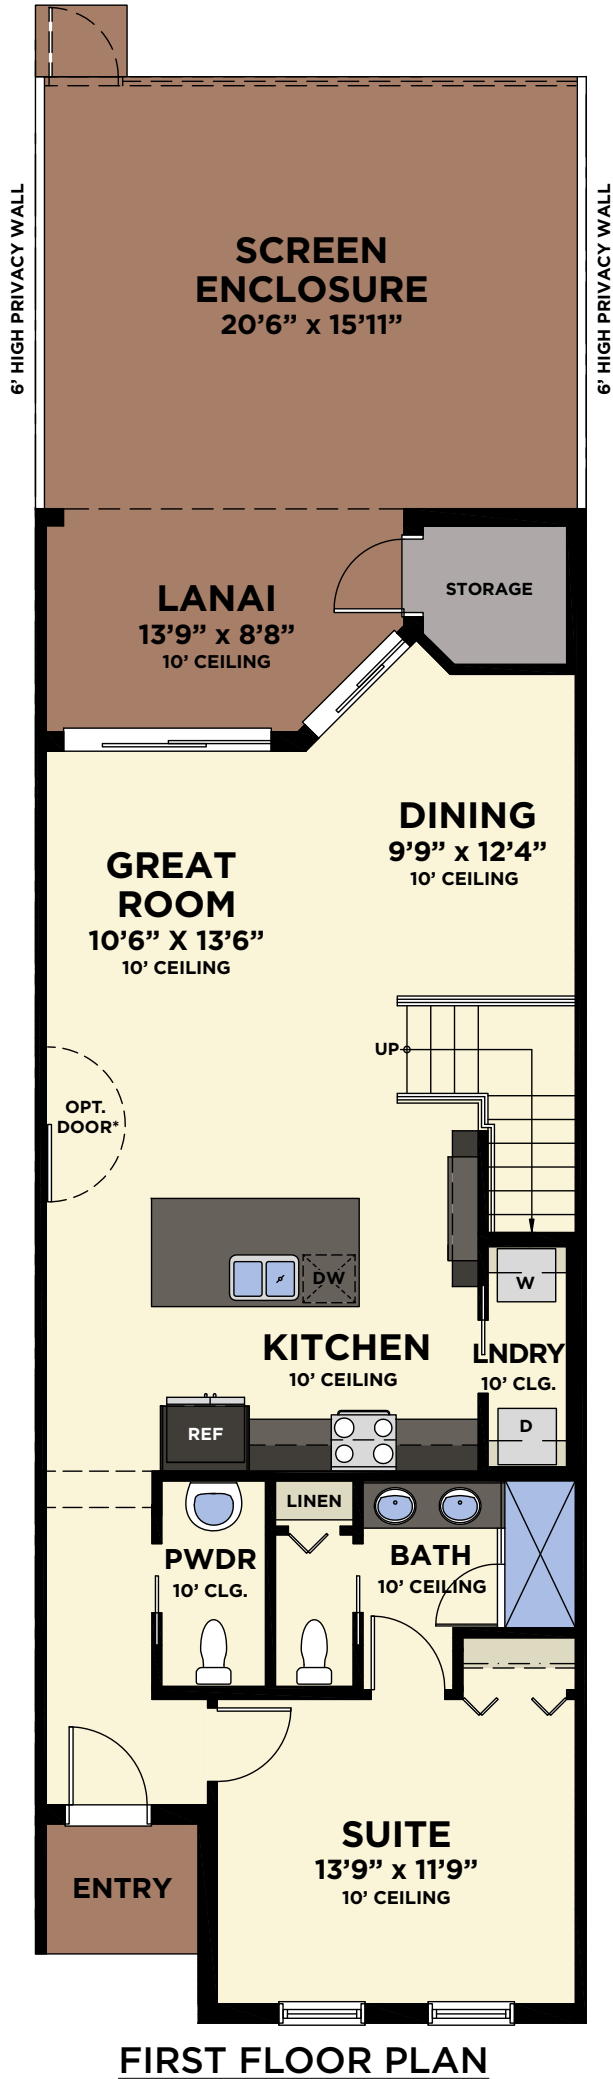 6' HIGH PRIVACY WALL
6' HIGH PRIVACY WALL
SCREEN
ENCLOSURE
20'6” x 15'11”
STORAGE
LANAI
13'9” x 8'8”
10' CEILING
DINING
9'9” x 12'4”
10' CEILING
GREAT
ROOM
10'6” X 13'6”
10' CEILING
UP
OPT.
DOOR*
DW
W
KITCHEN
10' CEILING
LNDRY
10' CLG.
REF
D
LINEN
PWDR
10' CLG.
BATH
10' CEILING
SUITE
13'9” x 11'9”
10' CEILING
ENTRY
FIRST FLOOR PLAN